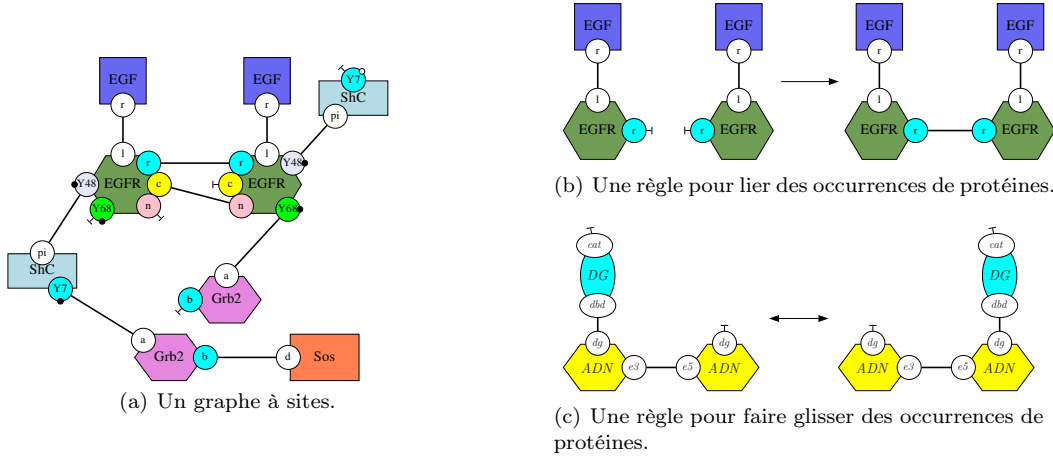 EGF
r
l
EGFR
r
c
n
Y48
Y68
EGF
r
l
EGFR
r
c
n
Y48
Y68
Y7
ShC
pi
pi
ShC
Y7
a
Grb2
b
a
Grb2
b
d
Sos
(a) Un graphe à sites.
EGF
r
l
EGFR
r
EGF
r
l
r
EGFR
EGF
r
l
EGFR
r
EGF
r
l
r
EGFR
(b) Une règle pour lier des occurrences de protéines.
cat
DG
dbd
dg
ADN
e3
dg
e5
ADN
dg
ADN
e3
cat
DG
dbd
dg
e5
ADN
(c) Une règle pour faire glisser des occurrences de
protéines.